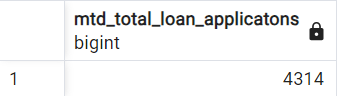 mtd_total_loan_applicatons
bigint
1 4314